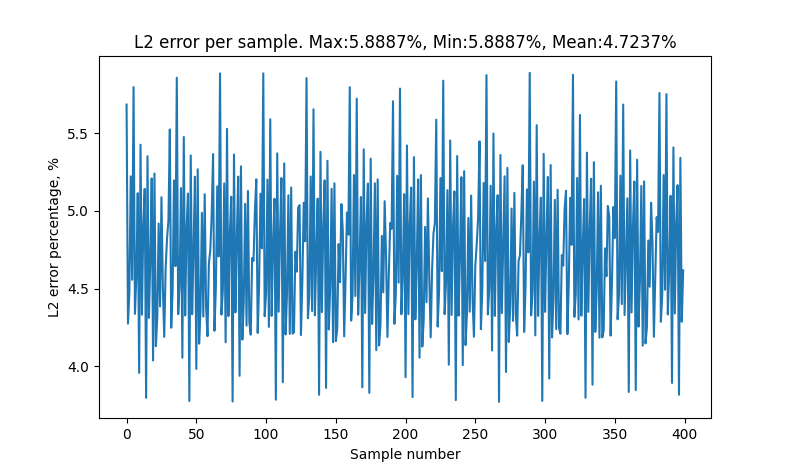 L2 error per sample. Max:5.8887%, Min:5.8887%, Mean:4.7237%
5.5
5.0
4.5
4.0
L2 error percentage, %
0 50 100 150 200 250 300 350 400
Sample number